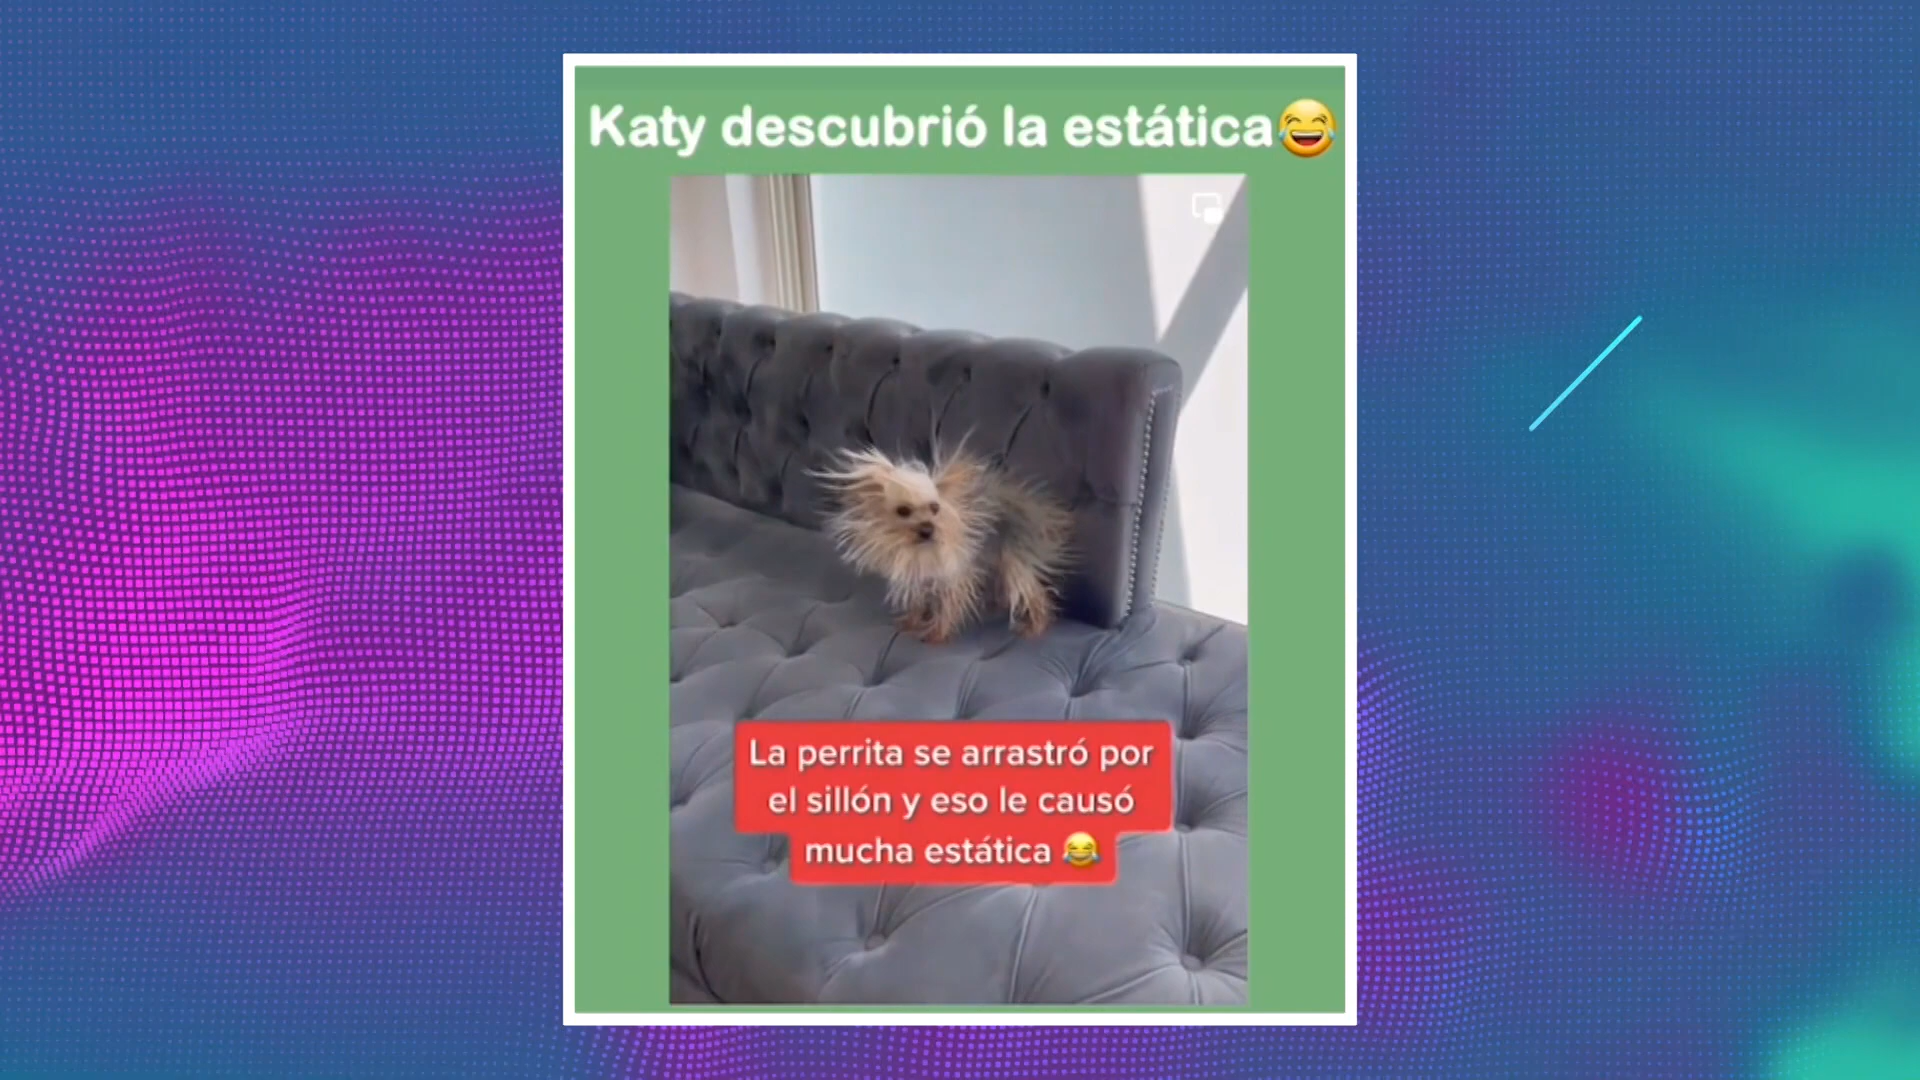 Katy descubrió la estática😂
La perrita se arrastró por
el sillón y eso le causó
mucha estática 😂